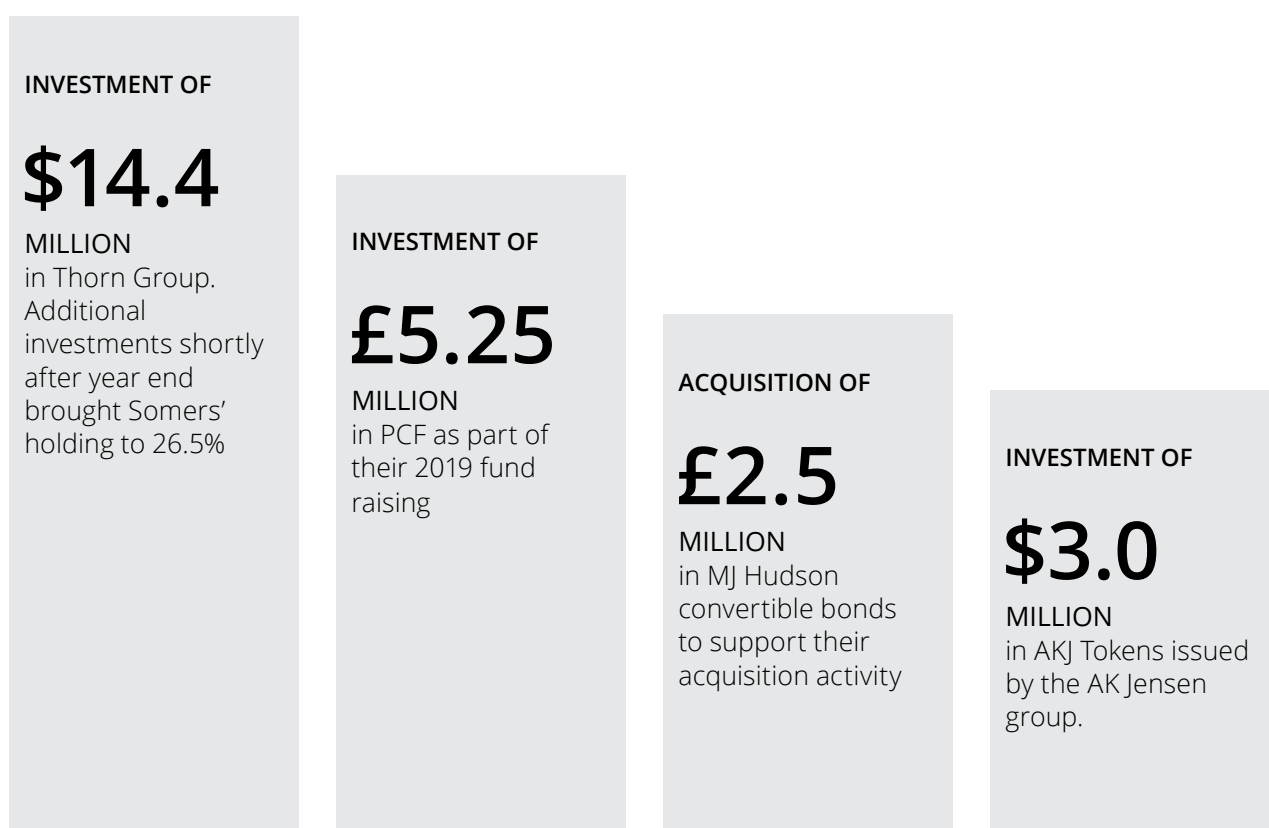 INVESTMENT OF
$14.4
MILLION
in Thorn Group.
Additional
investments shortly
after year end
brought Somers’
holding to 26.5%
INVESTMENT OF
£5.25
MILLION
in PCF as part of
their 2019 fund
raising
ACQUISITION OF
£2.5
MILLION
in MJ Hudson
convertible bonds
to support their
acquisition activity
INVESTMENT OF
$3.0
MILLION
in AKJ Tokens issued
by the AK Jensen
group.